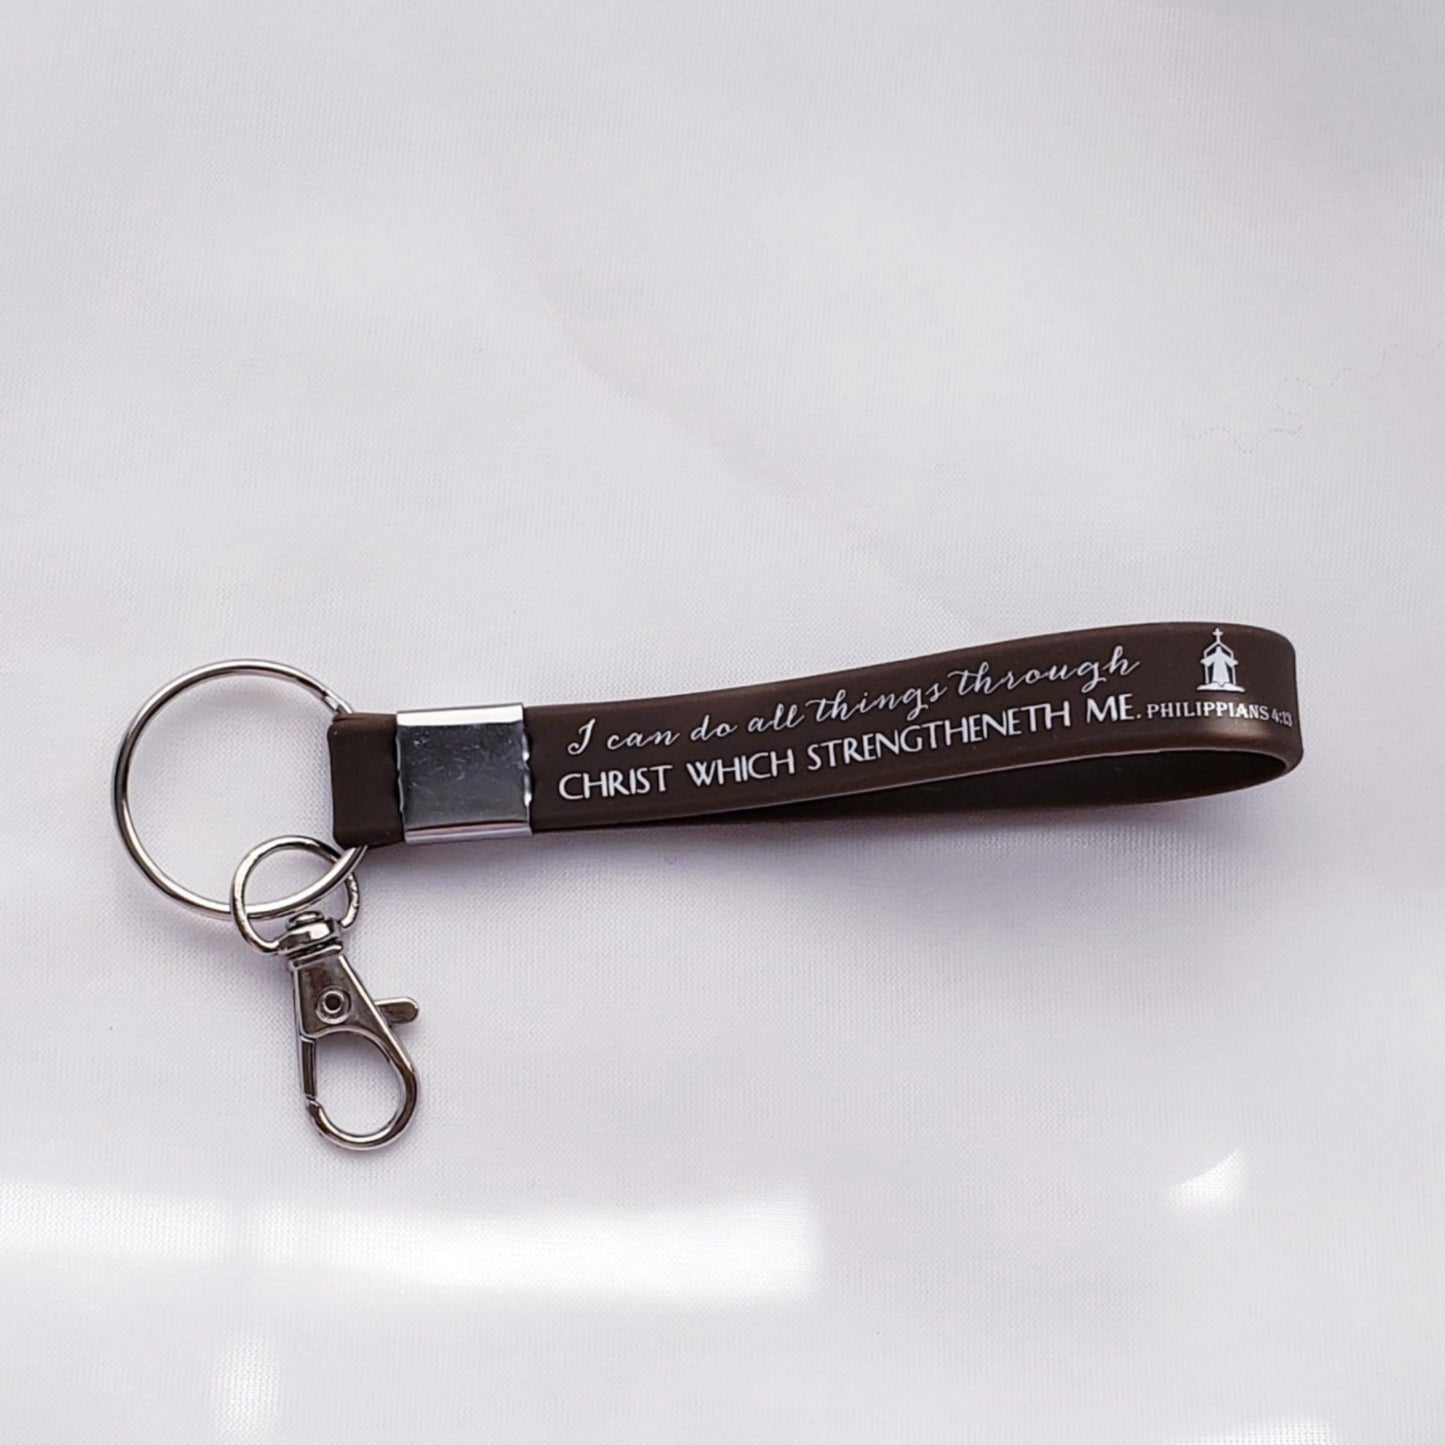 I can do all things through
CHRIST WHICH STRENGTHENETH ME. PHILIPPIANS 4:13